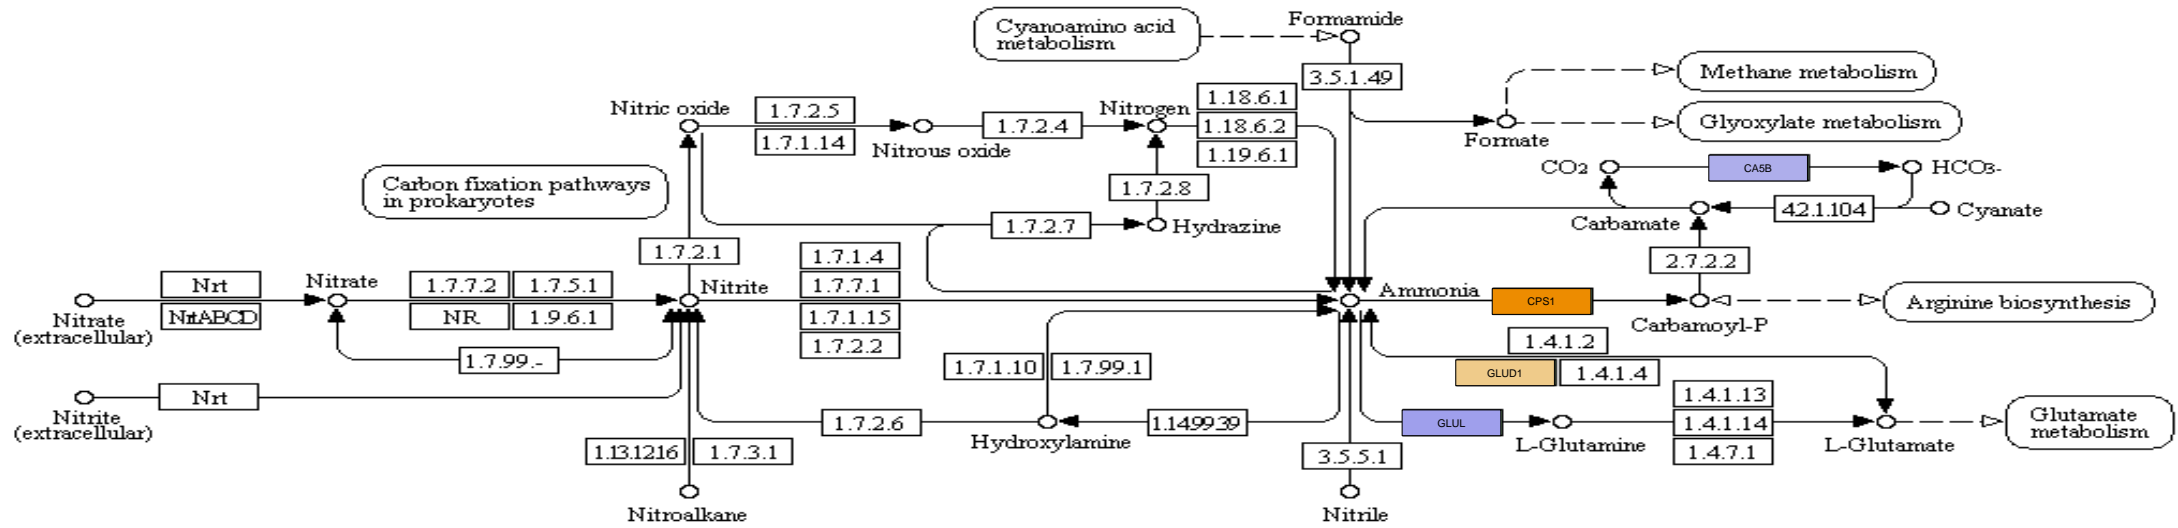 Cyanoamino acid
metabolism
Formamide
3.5.1.49
Methane metabolism
Glyoxylate metabolism
Formate
Nitric oxide
1.7.2.5
1.7.1.14
Nitrous oxide
1.7.2.4
Nitrogen
1.18.6.1
1.18.6.2
1.19.6.1
Carbon fixation pathways
in prokaryotes
1.7.2.8
CO2
CA5B
HCO3-
1.7.2.1
1.7.2.7
Hydrazine
Carbamate
4.2.1.104
Cyanate
2.7.2.2
Nrt
NrtABCD
Nitrate
(extracellular)
Nitrate
1.7.7.2
1.7.5.1
NR
1.9.6.1
1.7.99.-
Nitrite
1.7.1.4
1.7.7.1
1.7.1.15
1.7.2.2
Ammonia
CPS1
Carbamoyl-P
Arginine biosynthesis
1.4.1.2
GLUD1
1.4.1.4
1.7.1.10
1.7.99.1
Nrt
Nitrite
(extracellular)
1.7.2.6
Hydroxylamine
1.14.99.39
GLUL
L-Glutamine
1.4.1.13
1.4.1.14
1.4.7.1
L-Glutamate
Glutamate
metabolism
1.13.12.16
1.7.3.1
3.5.5.1
Nitroalkane
Nitrile